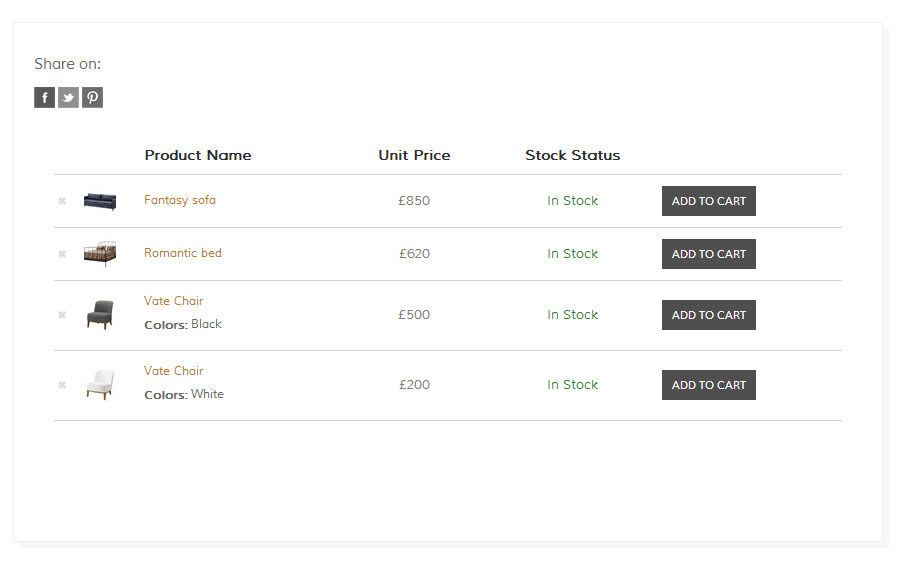 Share on:
Product Name Unit Price Stock Status
Fantasy sofa £850 In Stock ADD TO CART
Romantic bed £620 In Stock ADD TO CART
Vate Chair
Colors: Black £500 In Stock ADD TO CART
Vate Chair
Colors: White £200 In Stock ADD TO CART